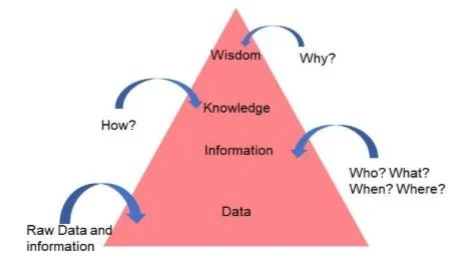 Wisdom
Why?
Knowledge
How?
Information
Who? What?
When? Where?
Data
Raw Data and
information